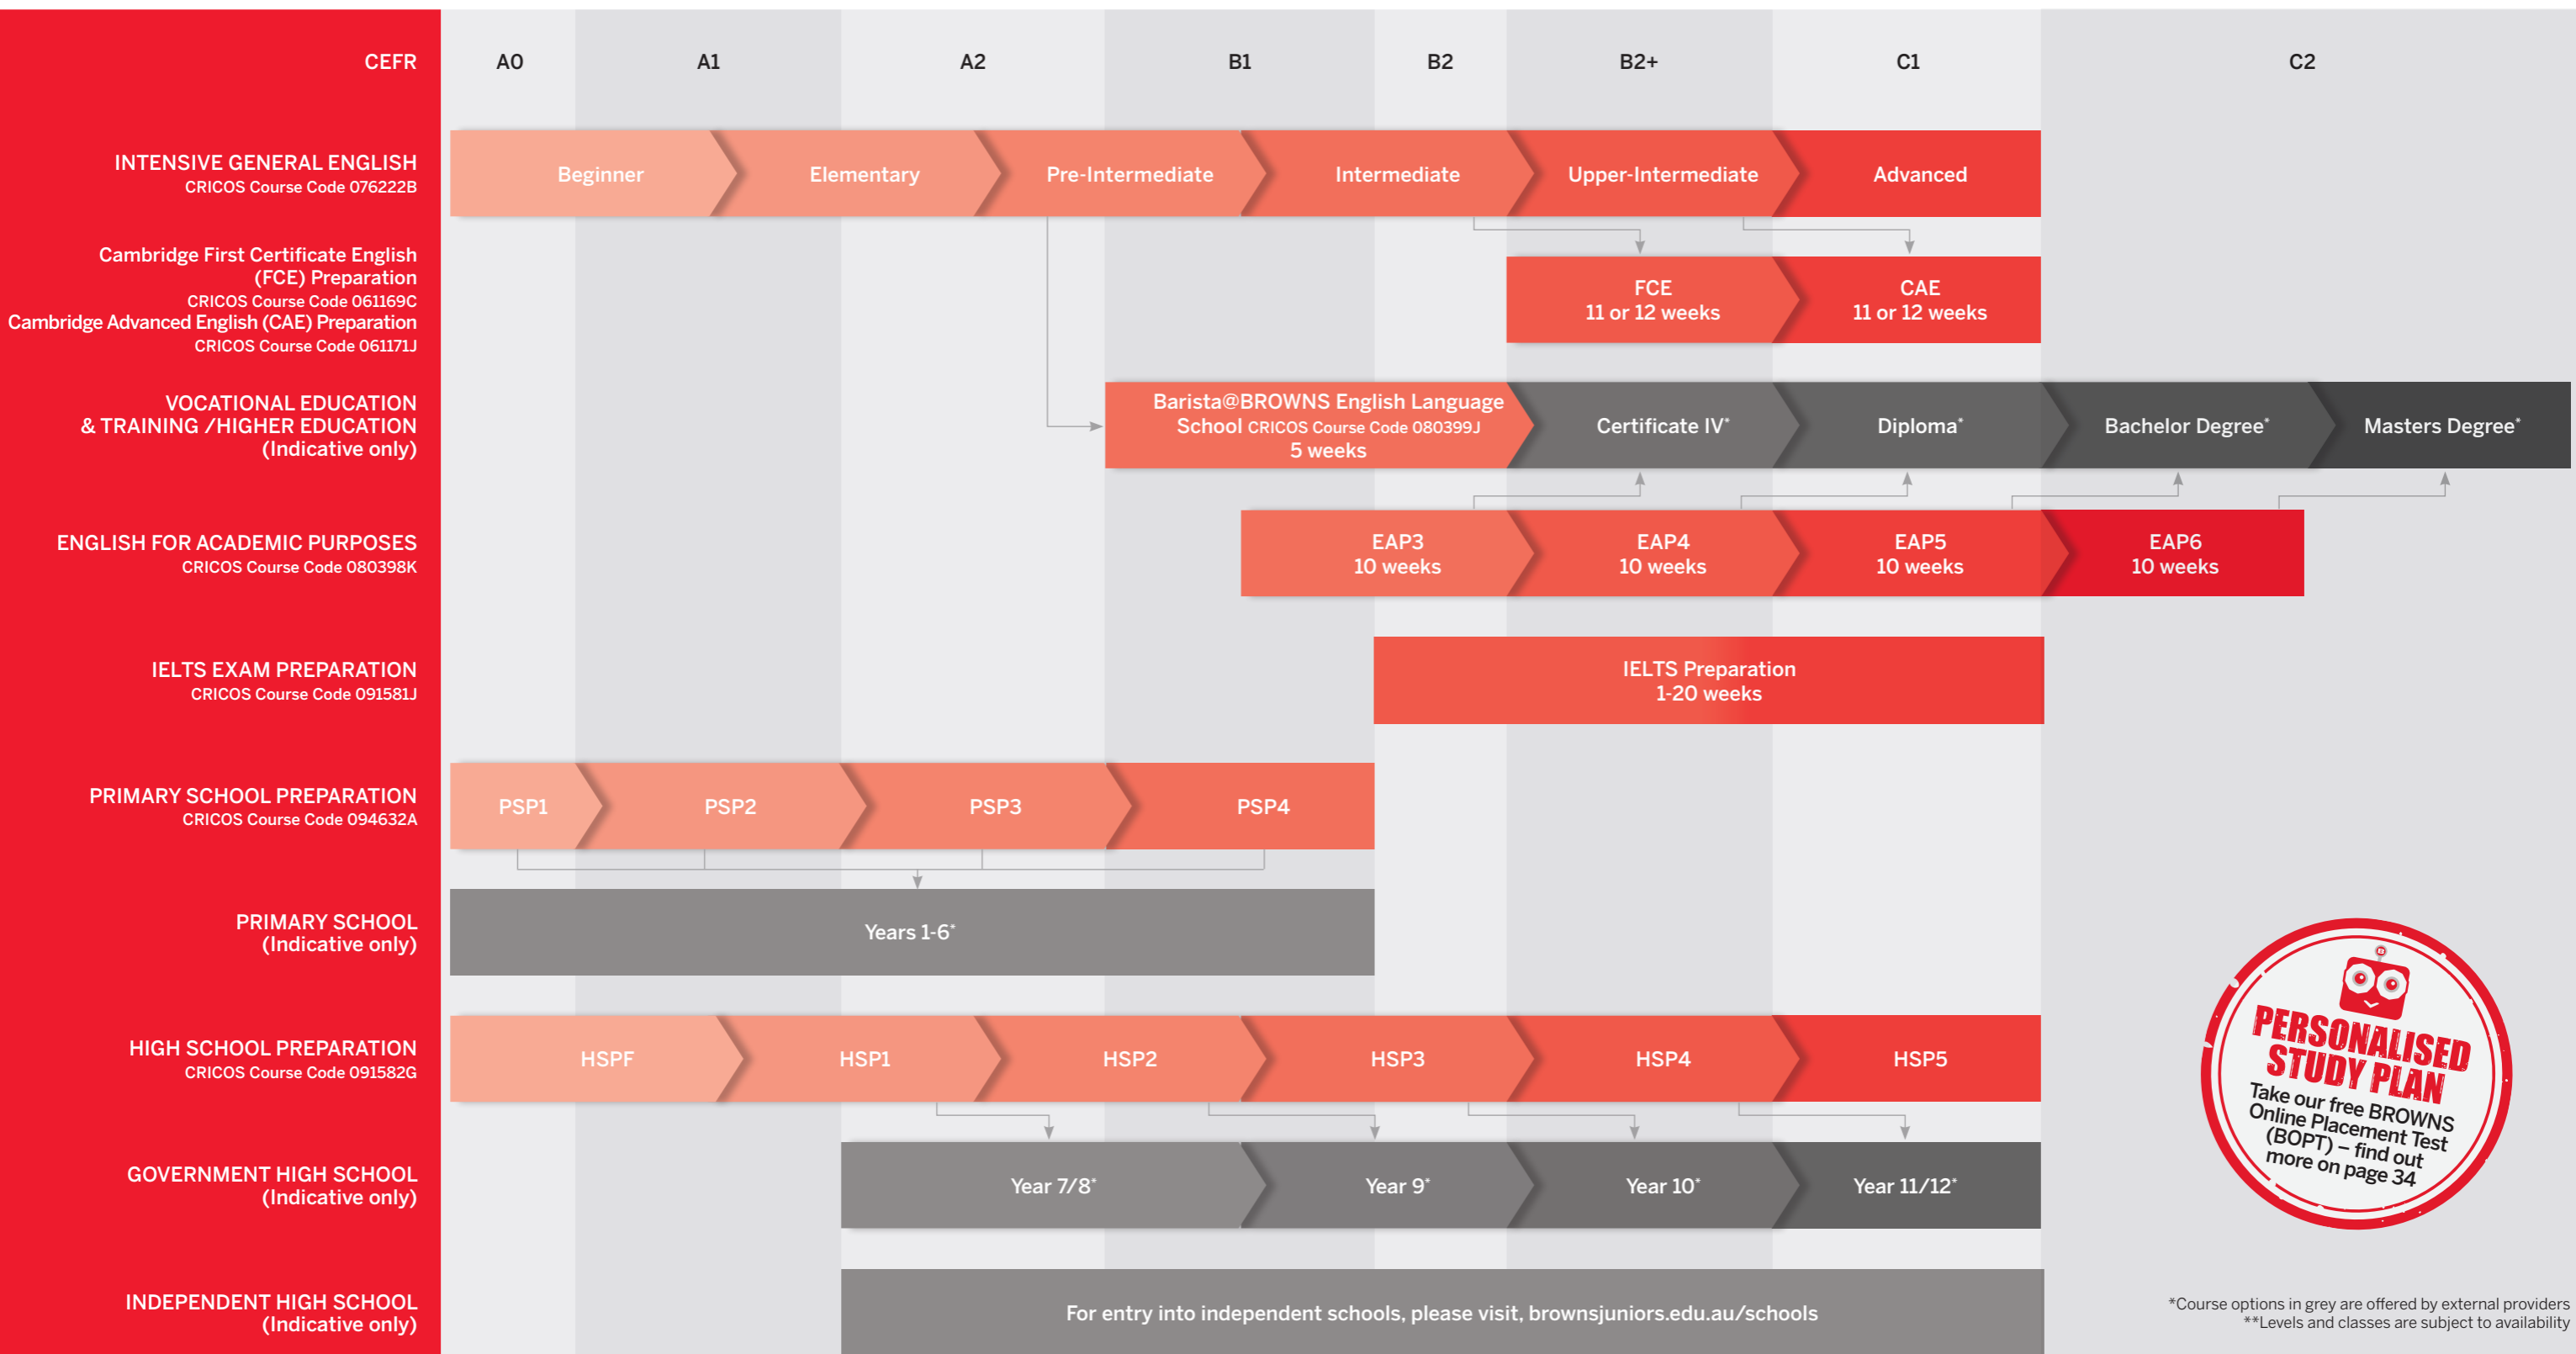 CEFR
A0
A1
A2
B1
B2
B2+
C1
C2
INTENSIVE GENERAL ENGLISH
CRICOS Course Code 076222B
Beginner
Elementary
Pre-Intermediate
Intermediate
Upper-Intermediate
Advanced
Cambridge First Certificate English
(FCE) Preparation
CRICOS Course Code 061169C
Cambridge Advanced English (CAE) Preparation
CRICOS Course Code 061171J
FCE
11 or 12 weeks
CAE
11 or 12 weeks
VOCATIONAL EDUCATION
& TRAINING /HIGHER EDUCATION
(Indicative only)
Barista@BROWNS English Language
School CRICOS Course Code 080399J
5 weeks
Certificate IV*
Diploma*
Bachelor Degree*
Masters Degree*
ENGLISH FOR ACADEMIC PURPOSES
CRICOS Course Code 080398K
EAP3
10 weeks
EAP4
10 weeks
EAP5
10 weeks
EAP6
10 weeks
IELTS EXAM PREPARATION
CRICOS Course Code 091581J
IELTS Preparation
1-20 weeks
PRIMARY SCHOOL PREPARATION
CRICOS Course Code 094632A
PSP1
PSP2
PSP3
PSP4
PRIMARY SCHOOL
(Indicative only)
Years 1-6*
HIGH SCHOOL PREPARATION
CRICOS Course Code 091582G
HSPF
HSP1
HSP2
HSP3
HSP4
HSP5
GOVERNMENT HIGH SCHOOL
(Indicative only)
Year 7/8*
Year 9*
Year 10*
Year 11/12*
INDEPENDENT HIGH SCHOOL
(Indicative only)
For entry into independent schools, please visit, brownsjuniors.edu.au/schools
PERSONALISED
STUDY PLAN
Take our free BROWNS
Online Placement Test
(BOPT) – find out
more on page 34
*Course options in grey are offered by external providers
**Levels and classes are subject to availability